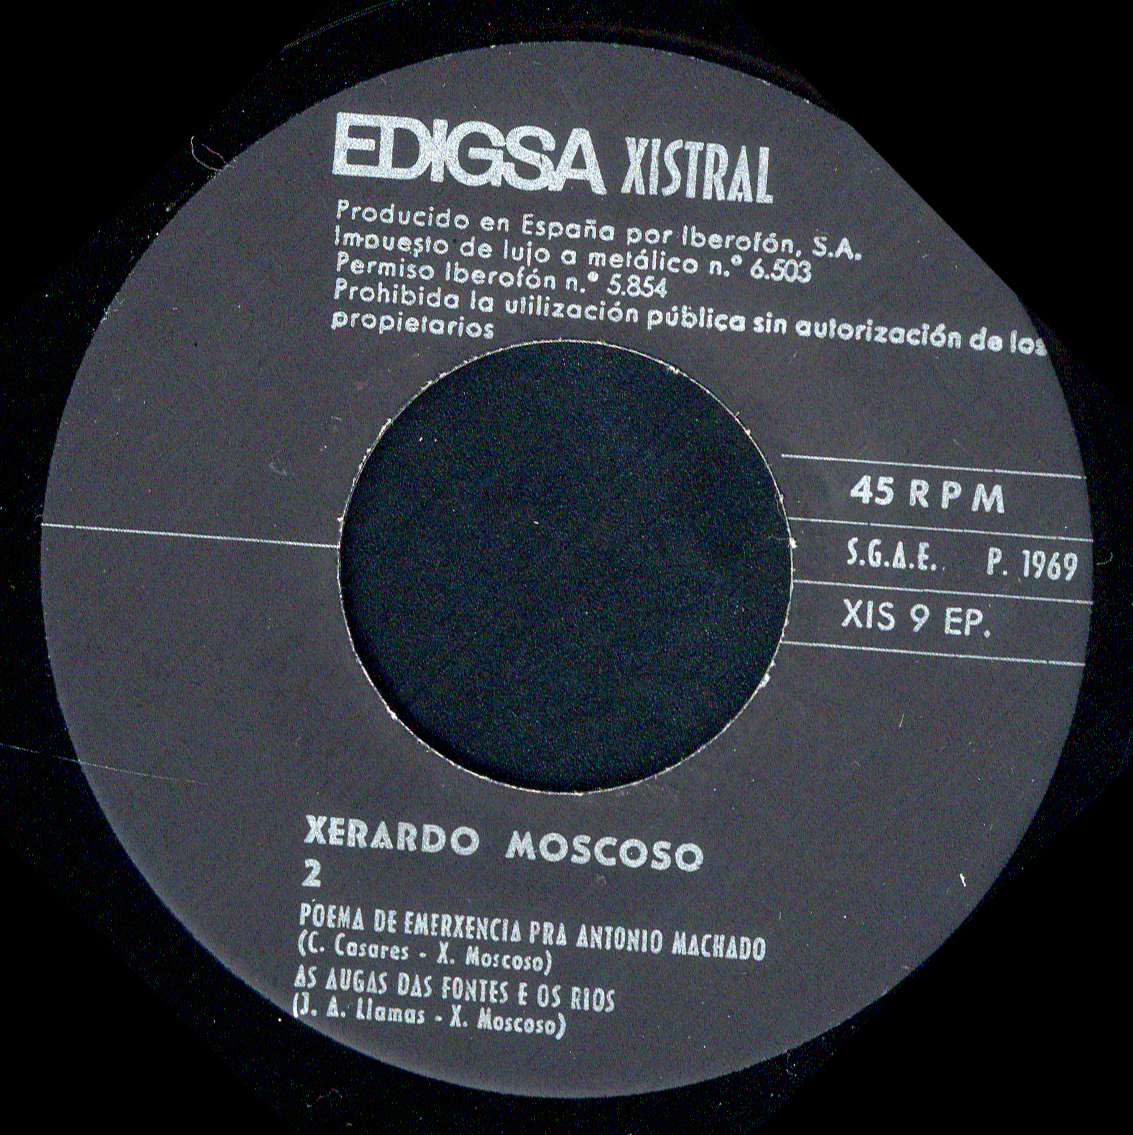 EDIGSA XISTRAL
Producido en España por Iberofón, S.A.
Impuesto de lujo a metálico n.º 6.503
Permiso Iberofón n.º 5.854
Prohibida la utilización pública sin autorización de los
propietarios
45 R P M
S.G.A.E. P. 1969
XIS 9 EP.
XERARDO MOSCOSO
2
POEMA DE EMERXENCIA PRA ANTONIO MACHADO
(C. Casares - X. Moscoso)
AS AUGAS DAS FONTES E OS RIOS
(J. A. Llamas - X. Moscoso)